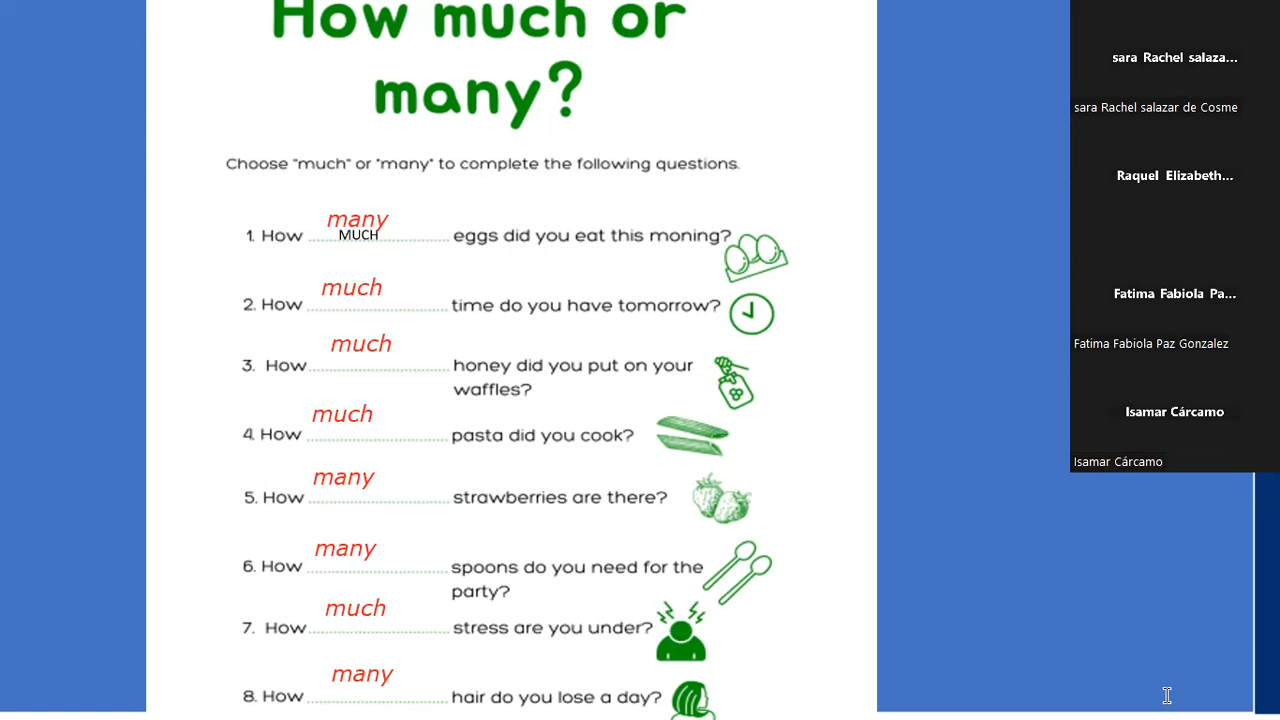 How much or
many?
Choose "much" or "many" to complete the following questions.
many
1. How MUCH eggs did you eat this moning?
much
2. How time do you have tomorrow?
much
3. How honey did you put on your
waffles?
much
4. How pasta did you cook?
many
5. How strawberries are there?
many
6. How spoons do you need for the
party?
much
7. How stress are you under?
many
8. How hair do you lose a day?
sara Rachel salaza...
sara Rachel salazar de Cosme
Raquel Elizabeth...
Fatima Fabiola Pa...
Fatima Fabiola Paz Gonzalez
Isamar Cárcamo
Isamar Cárcamo